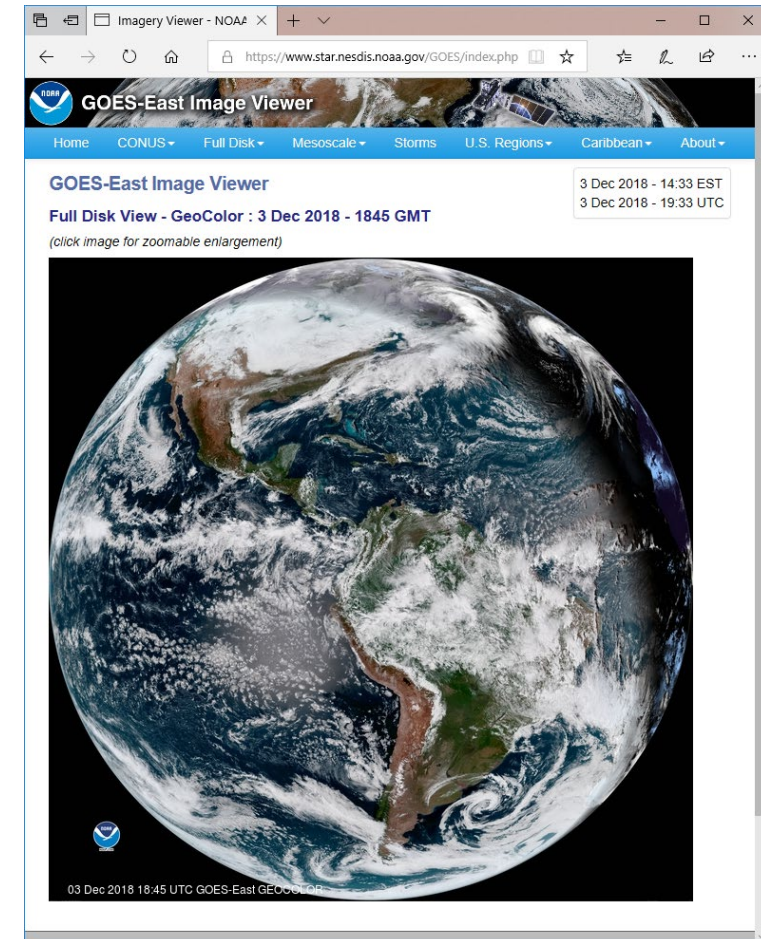 Imagery Viewer - NOAA
https://www.star.nesdis.noaa.gov/GOES/index.php
NOAA
GOES-East Image Viewer
Home CONUS Full Disk Mesoscale Storms U.S. Regions Caribbean About
GOES-East Image Viewer
3 Dec 2018 - 14:33 EST
3 Dec 2018 - 19:33 UTC
Full Disk View - GeoColor : 3 Dec 2018 - 1845 GMT
(click image for zoomable enlargement)
NOAA
03 Dec 2018 18:45 UTC GOES-East GEOCOLOR